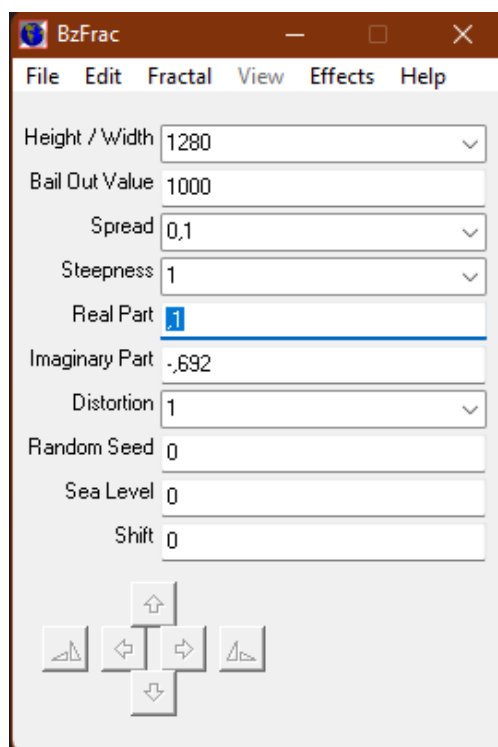 BzFrac
File Edit Fractal View Effects Help
Height / Width 1280
Bail Out Value 1000
Spread 0,1
Steepness 1
Real Part ,1
Imaginary Part -,692
Distortion 1
Random Seed 0
Sea Level 0
Shift 0